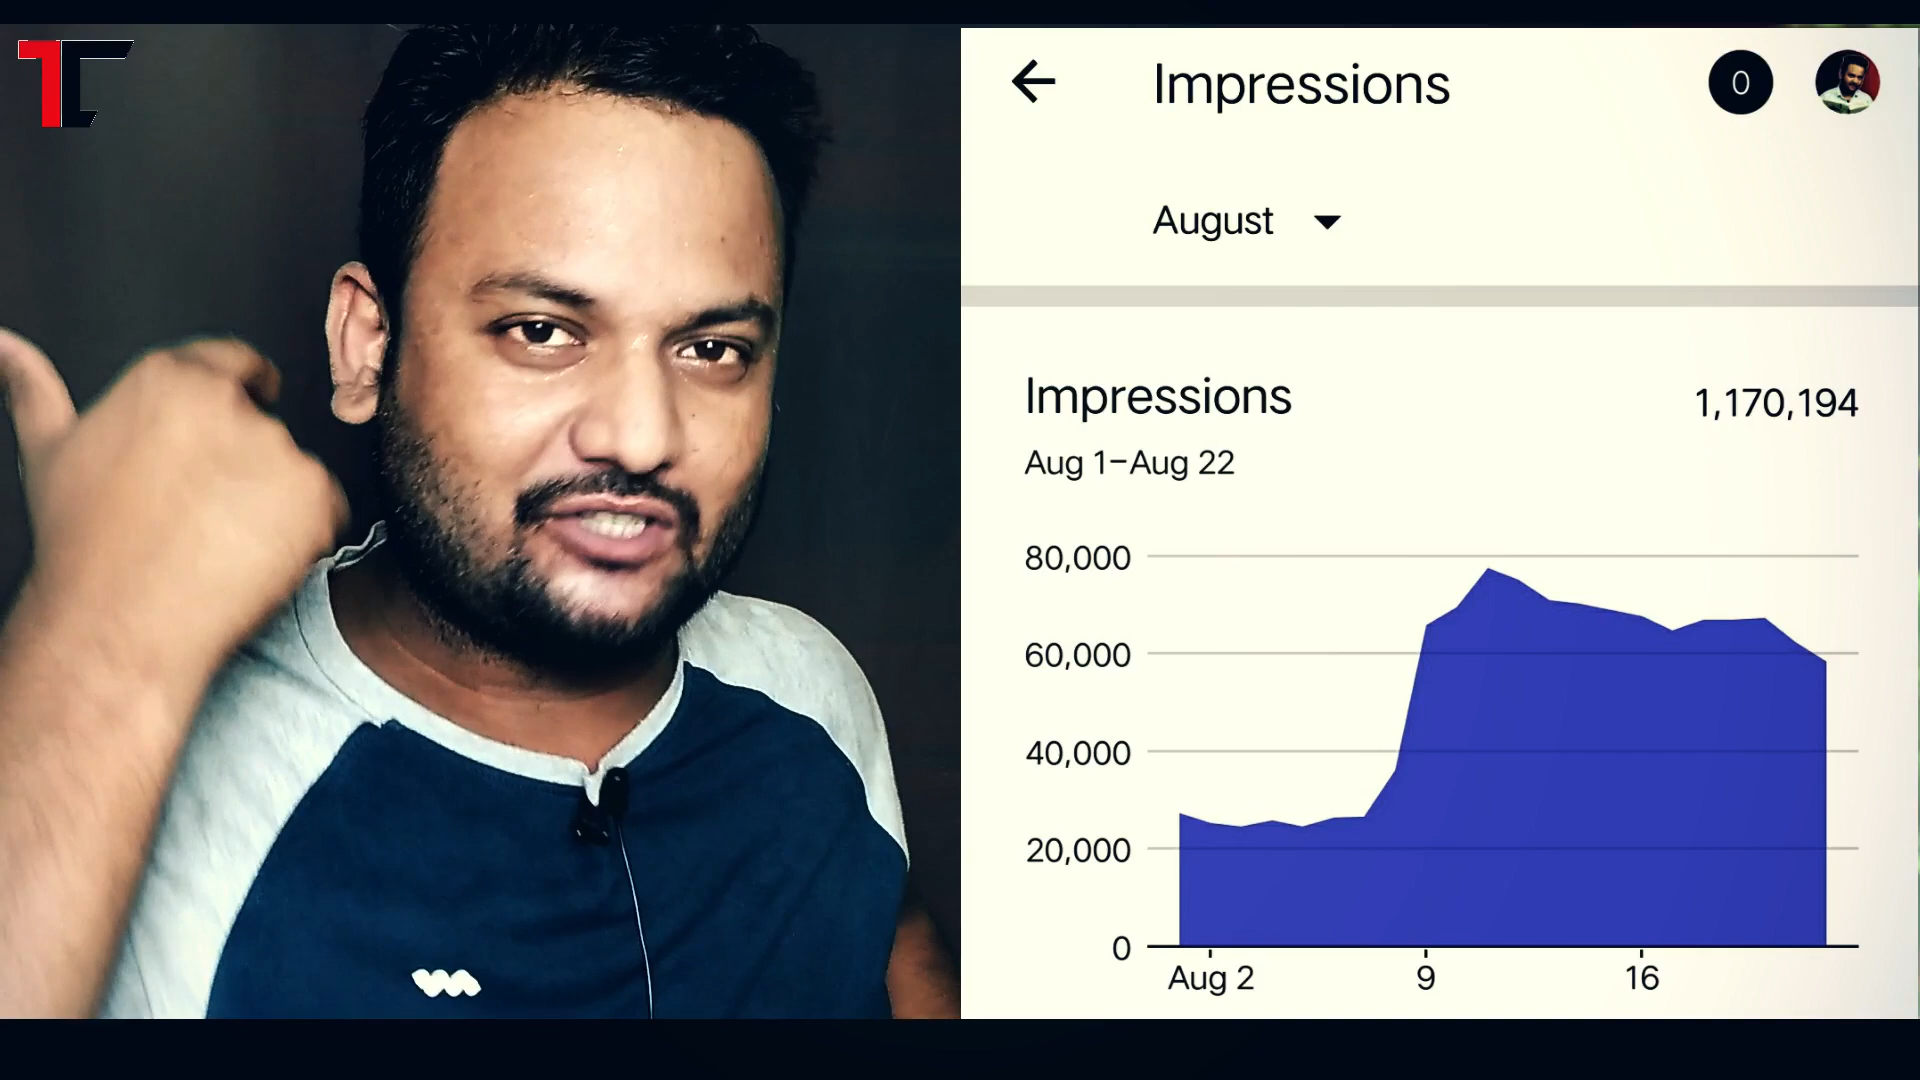 TC
Impressions
0
August
Impressions
1,170,194
Aug 1–Aug 22
80,000
60,000
40,000
20,000
0
Aug 2
9
16